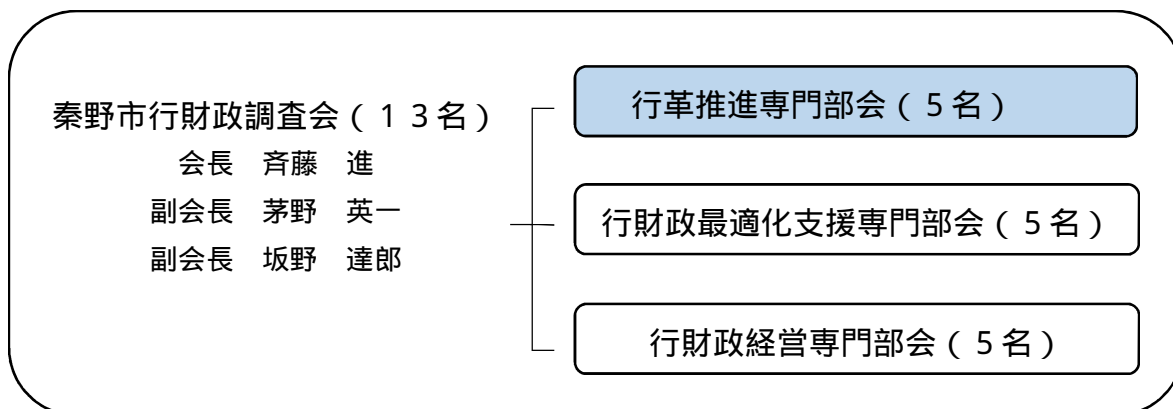 秦野市行財政調査会（１３名）
会長　斉藤　進
副会長　茅野　英一
副会長　坂野　達郎
行革推進専門部会（５名）
行財政最適化支援専門部会（５名）
行財政経営専門部会（５名）